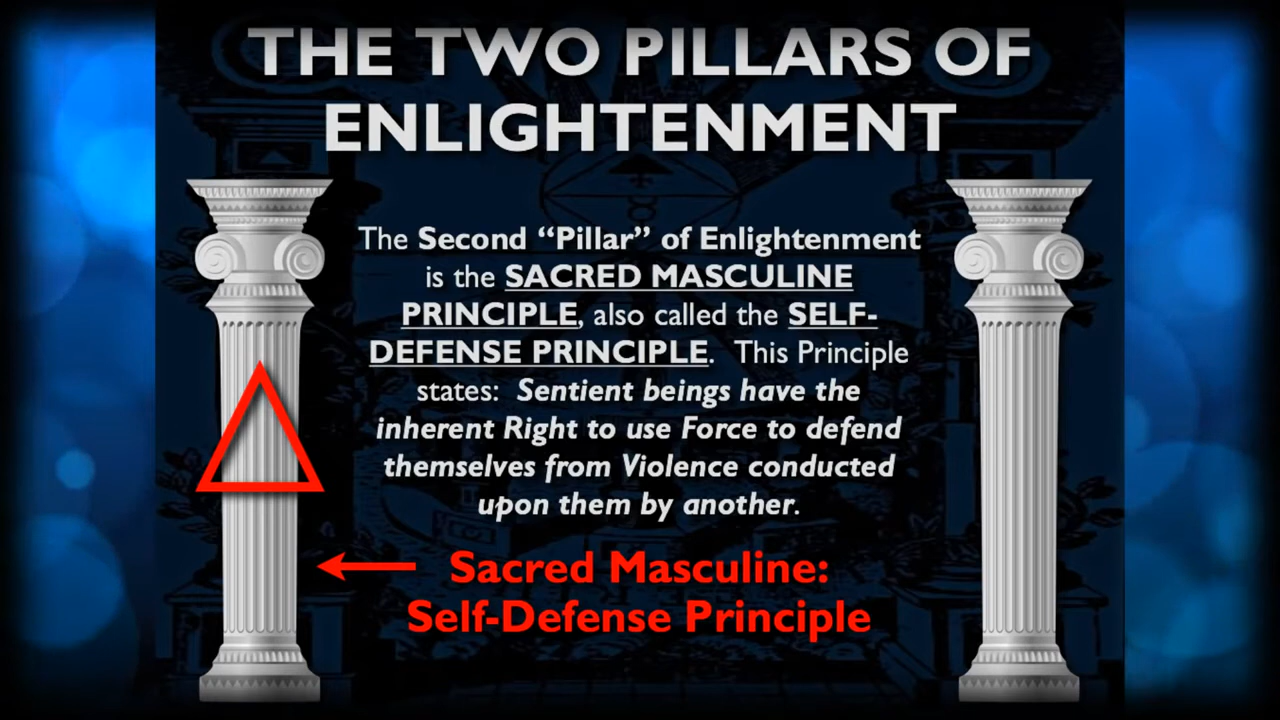 THE TWO PILLARS OF
ENLIGHTENMENT
The Second “Pillar” of Enlightenment
is the SACRED MASCULINE
PRINCIPLE, also called the SELF-
DEFENSE PRINCIPLE. This Principle
states: Sentient beings have the
inherent Right to use Force to defend
themselves from Violence conducted
upon them by another.
Sacred Masculine:
Self-Defense Principle